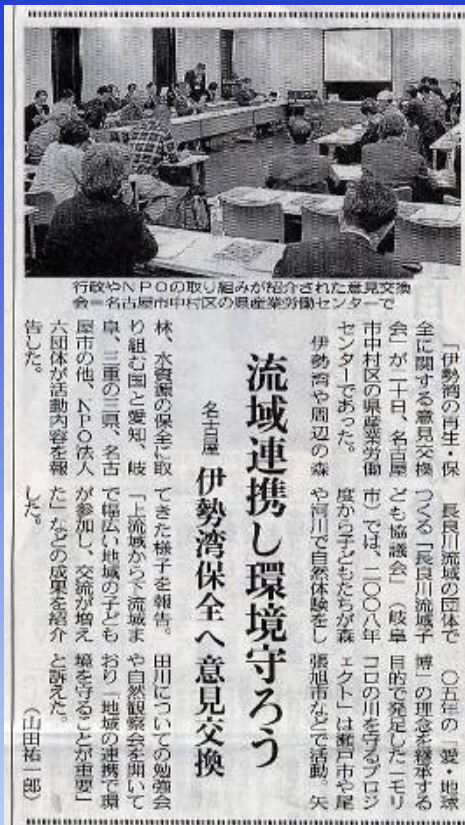 行政やNPOの取り組みが紹介された意見交換
会＝名古屋市中村区の県産業労働センターで
流域連携し環境守ろう
名古屋 伊勢湾保全へ意見交換
「伊勢湾の再生・保
全に関する意見交換
会」が二十日、名古屋
市中村区の県産業労働
センターであった。
伊勢湾や周辺の森
林、水資源の保全に取
り組む国と愛知、岐
阜、三重の三県、名古
屋市の他、NPO法人
六団体が活動内容を報
告した。
長良川流域の団体で
つくる「長良川流域子
ども協議会」（岐阜
市）では、二〇〇八年
度から子どもたちが森
や河川で自然体験をし
てきた様子を報告。
「上流域から下流域ま
で幅広い地域の子ども
が参加し、交流が増え
た」などの成果を紹介
した。
〇五年の「愛・地球
博」の理念を継承する
目的で発足した「モリ
コロの川を守るプロジ
ェクト」は瀬戸市や尾
張旭市などで活動。矢
田川についての勉強会
や自然観察会を開いて
おり「地域の連携で環
境を守ることが重要」
と訴えた。
（山田祐一郎）